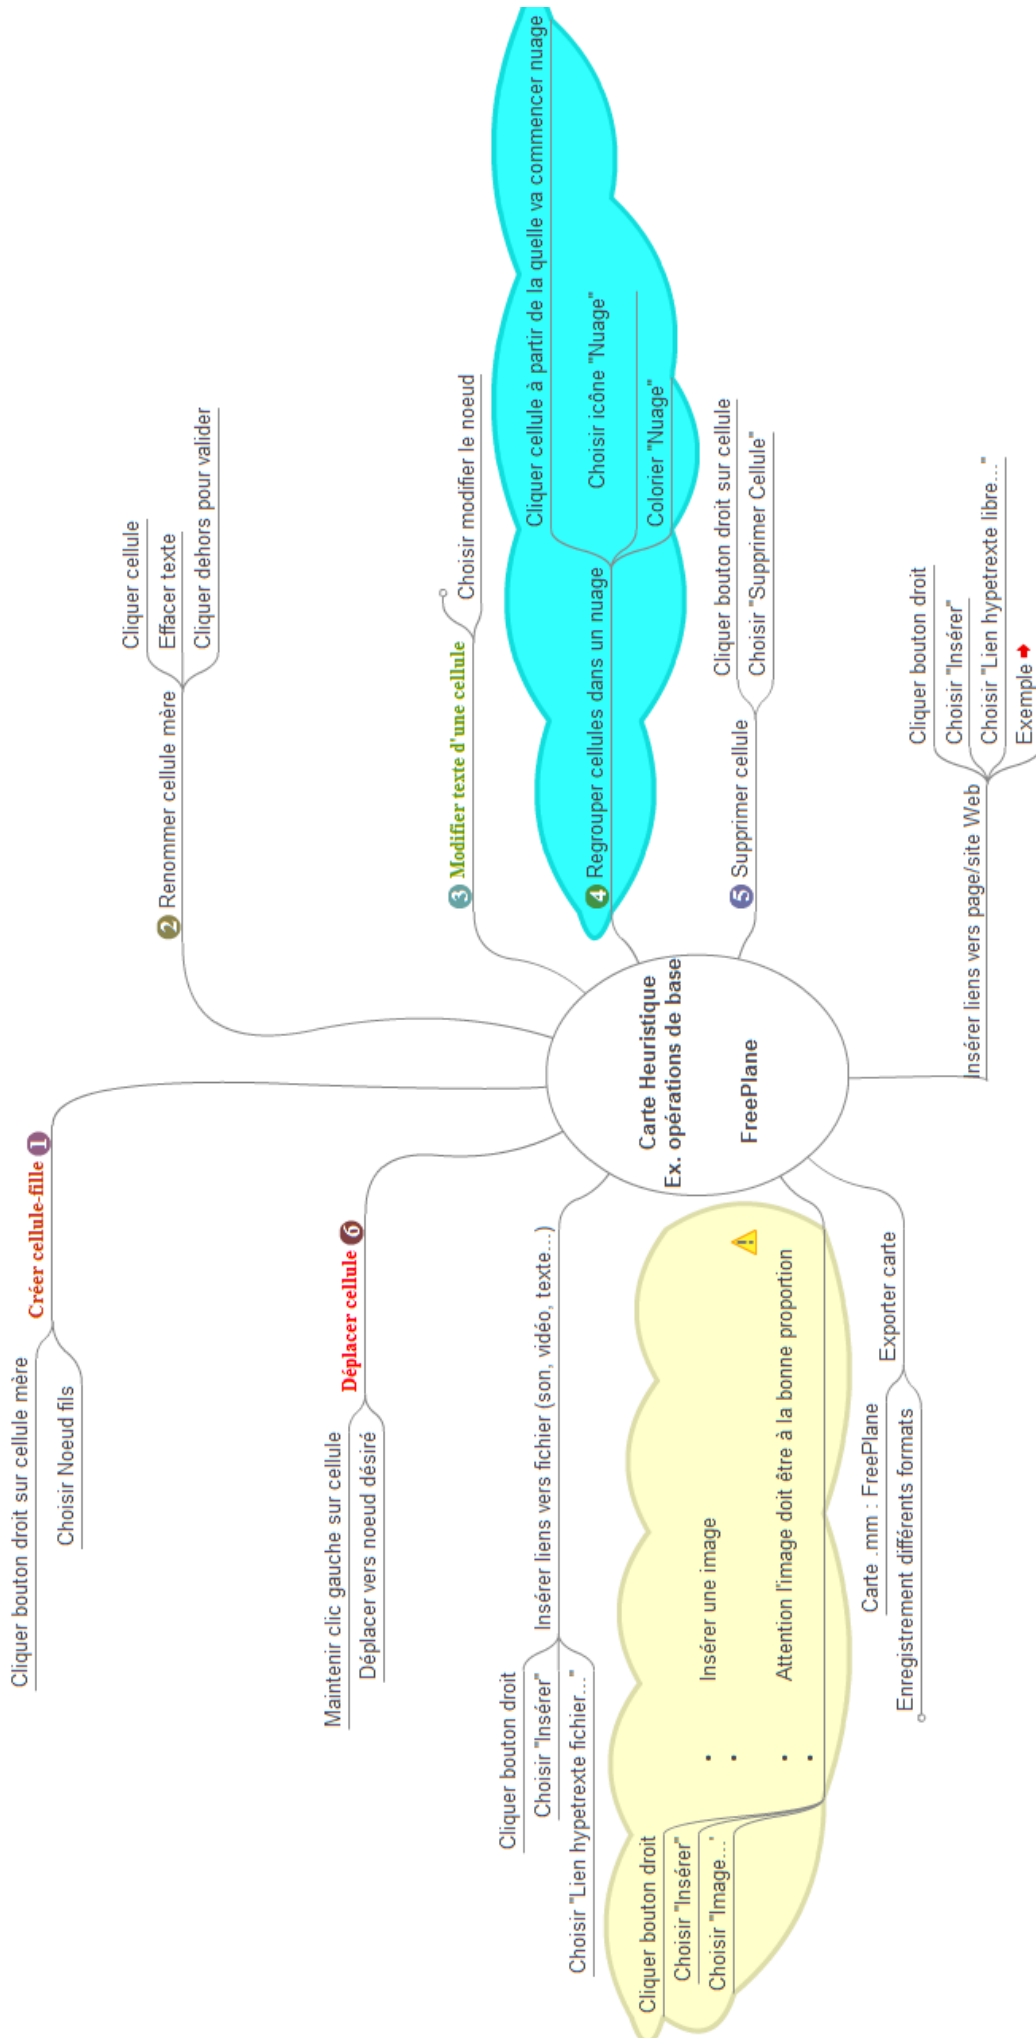 Carte Heuristique
Ex. opérations de base
FreePlane
Créer cellule-fille 1
Cliquer bouton droit sur cellule mère
Choisir Noeud fils
2 Renommer cellule mère
Cliquer cellule
Effacer texte
Cliquer dehors pour valider
3 Modifier texte d'une cellule
Choisir modifier le noeud
4 Regrouper cellules dans un nuage
Cliquer cellule à partir de la quelle va commencer nuage
Choisir icône "Nuage"
Colorier "Nuage"
5 Supprimer cellule
Cliquer bouton droit sur cellule
Choisir "Supprimer Cellule"
Déplacer cellule 6
Maintenir clic gauche sur cellule
Déplacer vers noeud désiré
Insérer liens vers page/site Web
Cliquer bouton droit
Choisir "Insérer"
Choisir "Lien hypetrexte libre..."
Exemple
Insérer liens vers fichier (son, vidéo, texte...)
Cliquer bouton droit
Choisir "Insérer"
Choisir "Lien hypetrexte fichier..."
Insérer une image
Attention l'image doit être à la bonne proportion
Cliquer bouton droit
Choisir "Insérer"
Choisir "Image...'
Exporter carte
Carte .mm : FreePlane
Enregistrement différents formats